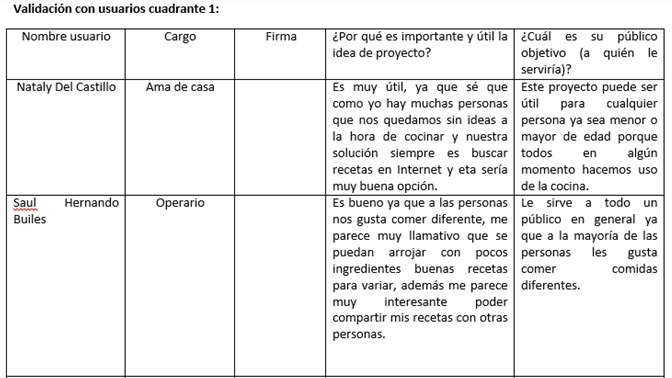 Validación con usuarios cuadrante 1:
Nombre usuario
Cargo
Firma
¿Por qué es importante y útil la
idea de proyecto?
¿Cuál es su público
objetivo (a quién le
serviría)?
Nataly Del Castillo
Ama de casa
Es muy útil, ya que sé que
como yo hay muchas personas
que nos quedamos sin ideas a
la hora de cocinar y nuestra
solución siempre es buscar
recetas en Internet y eta sería
muy buena opción.
Este proyecto puede ser
útil para cualquier
persona ya sea menor o
mayor de edad porque
todos en algún
momento hacemos uso
de la cocina.
Saul Hernando
Builes
Operario
Es bueno ya que a las personas
nos gusta comer diferente, me
parece muy llamativo que se
puedan arrojar con pocos
ingredientes buenas recetas
para variar, además me parece
muy interesante poder
compartir mis recetas con otras
personas.
Le sirve a todo un
público en general ya
que a la mayoría de las
personas les gusta
comer comidas
diferentes.